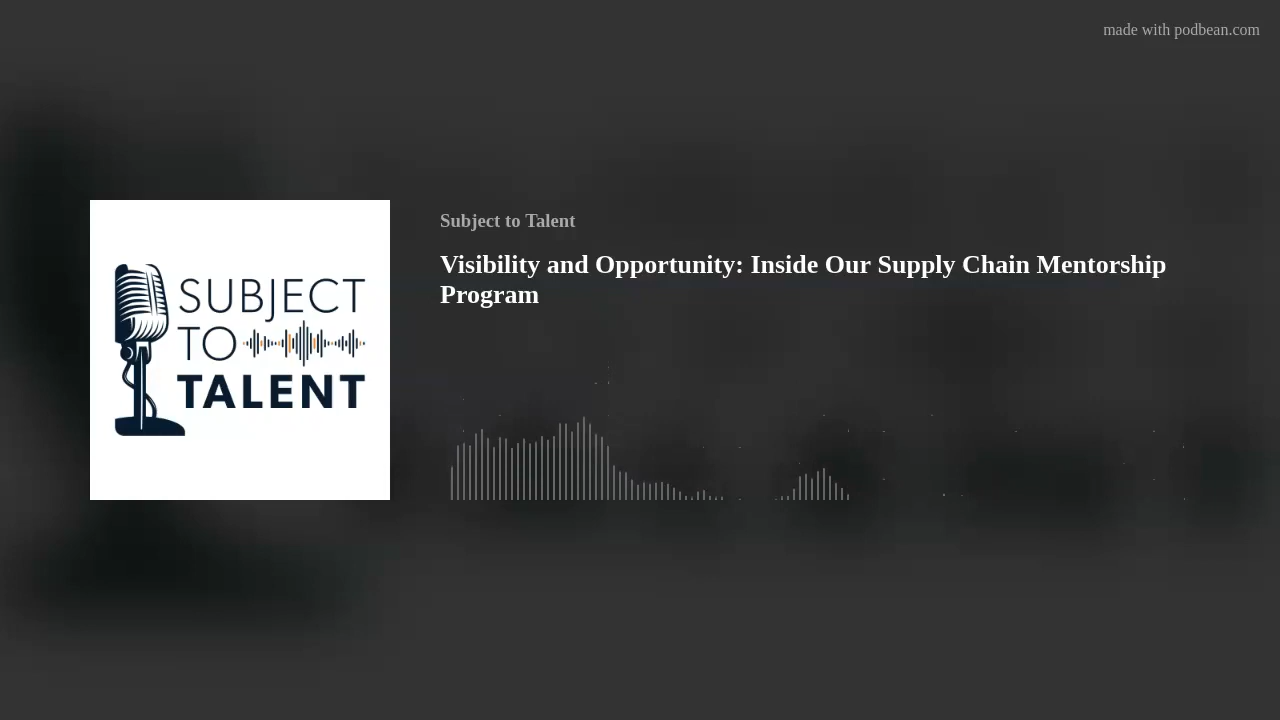 made with podbean.com
SUBJECT
TO
TALENT
Subject to Talent
Visibility and Opportunity: Inside Our Supply Chain Mentorship
Program